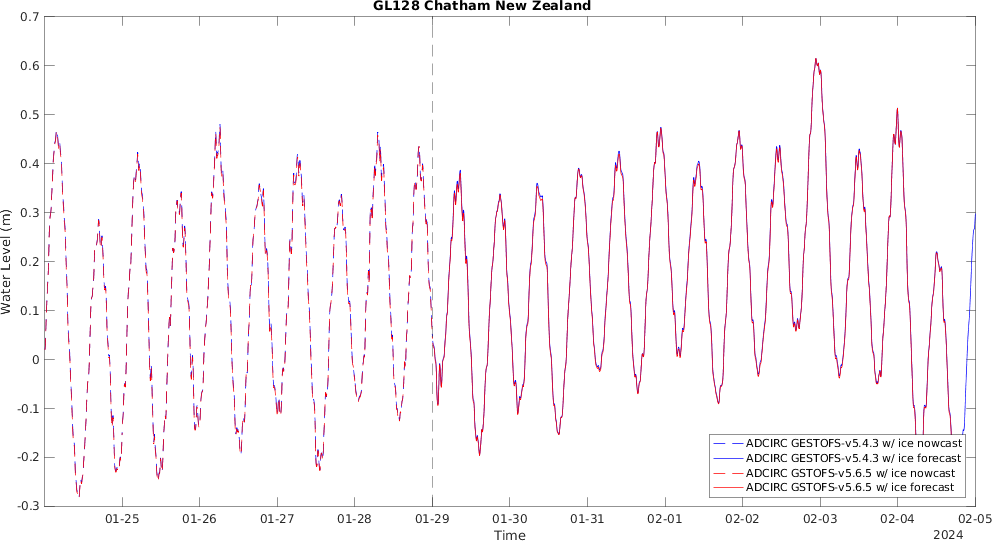 GL128 Chatham New Zealand
0.7
0.6
0.5
0.4
0.3
0.2
0.1
0
-0.1
-0.2
-0.3
Water Level (m)
01-25 01-26 01-27 01-28 01-29 01-30 01-31 02-01 02-02 02-03 02-04 02-05
Time
2024
ADCIRC GESTOFS-v5.4.3 w/ ice nowcast
ADCIRC GESTOFS-v5.4.3 w/ ice forecast
ADCIRC GSTOFS-v5.6.5 w/ ice nowcast
ADCIRC GSTOFS-v5.6.5 w/ ice forecast